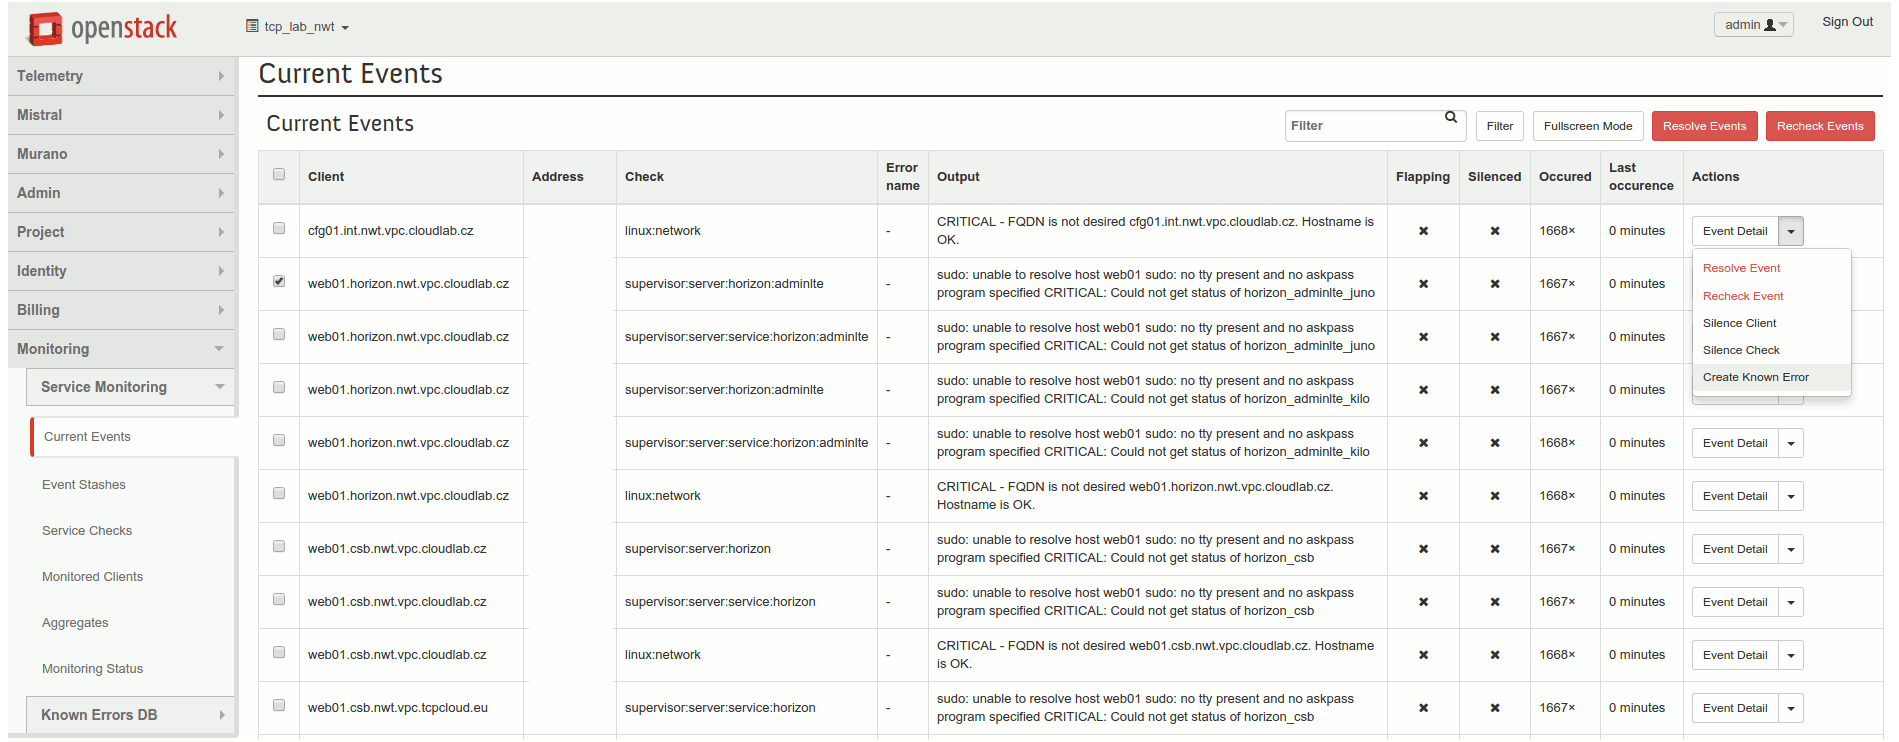 openstack
tcp_lab_nwt
admin
Sign Out
Telemetry
Mistral
Murano
Admin
Project
Identity
Billing
Monitoring
Service Monitoring
Current Events
Event Stashes
Service Checks
Monitored Clients
Aggregates
Monitoring Status
Known Errors DB
Current Events
Current Events
Filter
Filter
Fullscreen Mode
Resolve Events
Recheck Events
Client Address Check Error name Output Flapping Silenced Occured Last occurence Actions
cfg01.int.nwt.vpc.cloudlab.cz linux:network - CRITICAL - FQDN is not desired cfg01.int.nwt.vpc.cloudlab.cz. Hostname is
OK. 1668× 0 minutes Event Detail
web01.horizon.nwt.vpc.cloudlab.cz supervisor:server:horizon:adminlte - sudo: unable to resolve host web01 sudo: no tty present and no askpass
program specified CRITICAL: Could not get status of horizon_adminlte_juno 1667× 0 minutes
web01.horizon.nwt.vpc.cloudlab.cz supervisor:server:service:horizon:adminlte - sudo: unable to resolve host web01 sudo: no tty present and no askpass
program specified CRITICAL: Could not get status of horizon_adminlte_juno 1667× 0 minutes
web01.horizon.nwt.vpc.cloudlab.cz supervisor:server:horizon:adminlte - sudo: unable to resolve host web01 sudo: no tty present and no askpass
program specified CRITICAL: Could not get status of horizon_adminlte_kilo 1667× 0 minutes
Resolve Event
Recheck Event
Silence Client
Silence Check
Create Known Error
web01.horizon.nwt.vpc.cloudlab.cz supervisor:server:service:horizon:adminlte - sudo: unable to resolve host web01 sudo: no tty present and no askpass
program specified CRITICAL: Could not get status of horizon_adminlte_kilo 1668× 0 minutes Event Detail
web01.horizon.nwt.vpc.cloudlab.cz linux:network - CRITICAL - FQDN is not desired web01.horizon.nwt.vpc.cloudlab.cz.
Hostname is OK. 1668× 0 minutes Event Detail
web01.csb.nwt.vpc.cloudlab.cz supervisor:server:horizon - sudo: unable to resolve host web01 sudo: no tty present and no askpass
program specified CRITICAL: Could not get status of horizon_csb 1667× 0 minutes Event Detail
web01.csb.nwt.vpc.cloudlab.cz supervisor:server:service:horizon - sudo: unable to resolve host web01 sudo: no tty present and no askpass
program specified CRITICAL: Could not get status of horizon_csb 1667× 0 minutes Event Detail
web01.csb.nwt.vpc.cloudlab.cz linux:network - CRITICAL - FQDN is not desired web01.csb.nwt.vpc.cloudlab.cz. Hostname
is OK. 1668× 0 minutes Event Detail
web01.csb.nwt.vpc.tcpcloud.eu supervisor:server:service:horizon - sudo: unable to resolve host web01 sudo: no tty present and no askpass
program specified CRITICAL: Could not get status of horizon_csb 1667× 0 minutes Event Detail